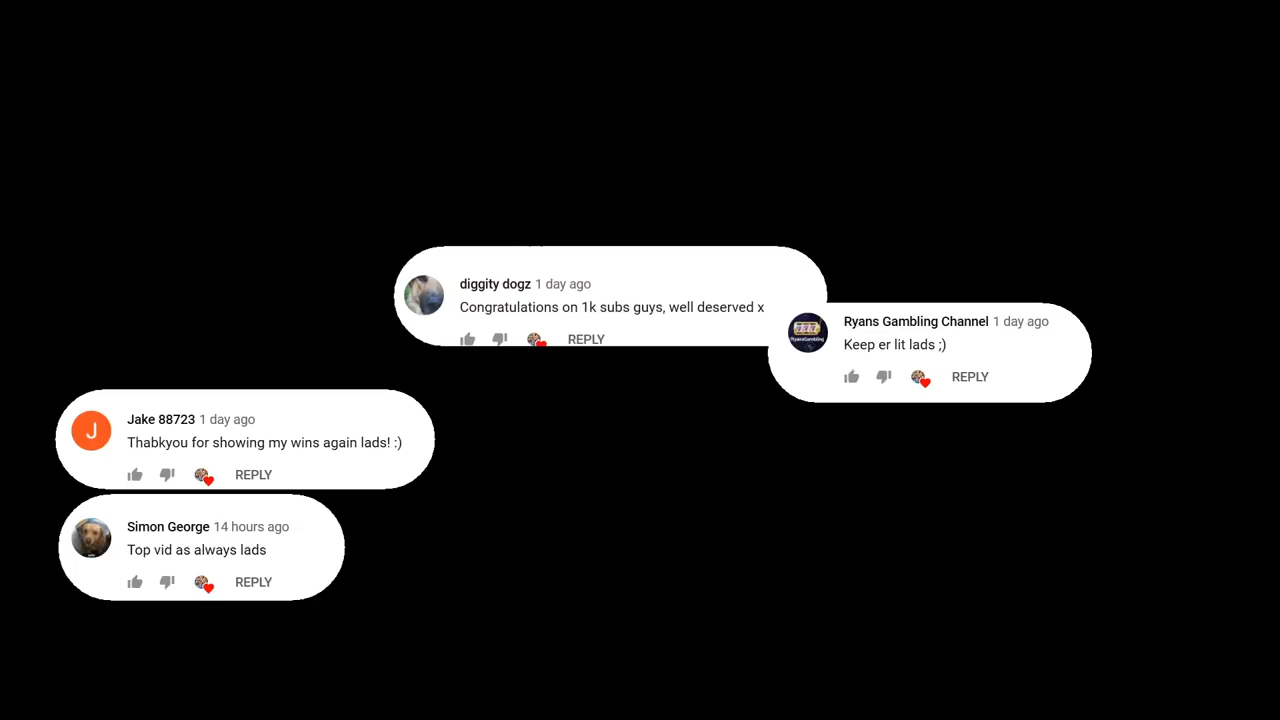 diggity dogz 1 day ago
Congratulations on 1k subs guys, well deserved x
REPLY
Ryans Gambling Channel 1 day ago
Keep er lit lads ;)
REPLY
777
RyansGambling
Jake 88723 1 day ago
J
Thabkyou for showing my wins again lads! :)
REPLY
Simon George 14 hours ago
Top vid as always lads
REPLY